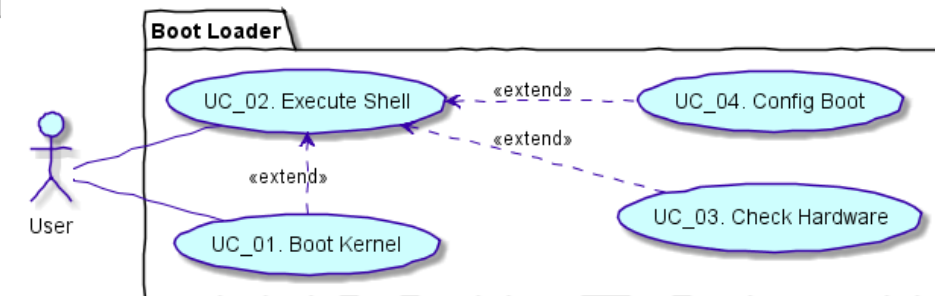 Boot Loader
UC_02. Execute Shell
«extend»
UC_04. Config Boot
«extend»
«extend»
UC_03. Check Hardware
User
UC_01. Boot Kernel